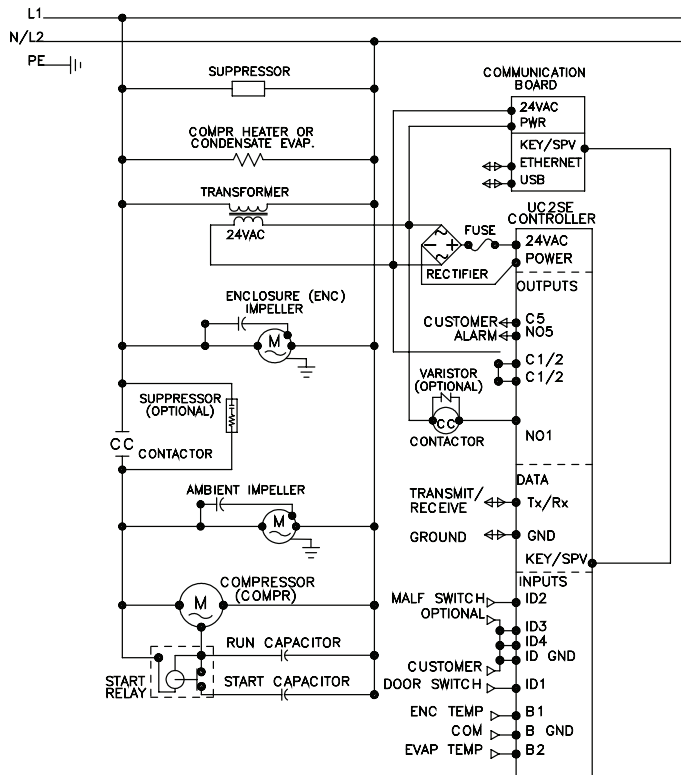 L1
N/L2
PE
SUPPRESSOR
COMPR HEATER OR
CONDENSATE EVAP.
TRANSFORMER
24VAC
RECTIFIER
FUSE
COMMUNICATION
BOARD
24VAC
PWR
KEY/SPV
ETHERNET
USB
UC2SE
CONTROLLER
24VAC
POWER
OUTPUTS
ENCLOSURE (ENC)
IMPELLER
M
CUSTOMER
ALARM
C5
NO5
C1/2
C1/2
VARISTOR
(OPTIONAL)
CC
CONTACTOR
NO1
SUPPRESSOR
(OPTIONAL)
CC
CONTACTOR
AMBIENT IMPELLER
M
DATA
TRANSMIT/
RECEIVE
Tx/Rx
GROUND
GND
KEY/SPV
COMPRESSOR
(COMPR)
M
RUN CAPACITOR
START
RELAY
START CAPACITOR
INPUTS
MALF SWITCH
ID2
OPTIONAL
ID3
ID4
ID GND
CUSTOMER
DOOR SWITCH
ID1
ENC TEMP
B1
COM
B GND
EVAP TEMP
B2